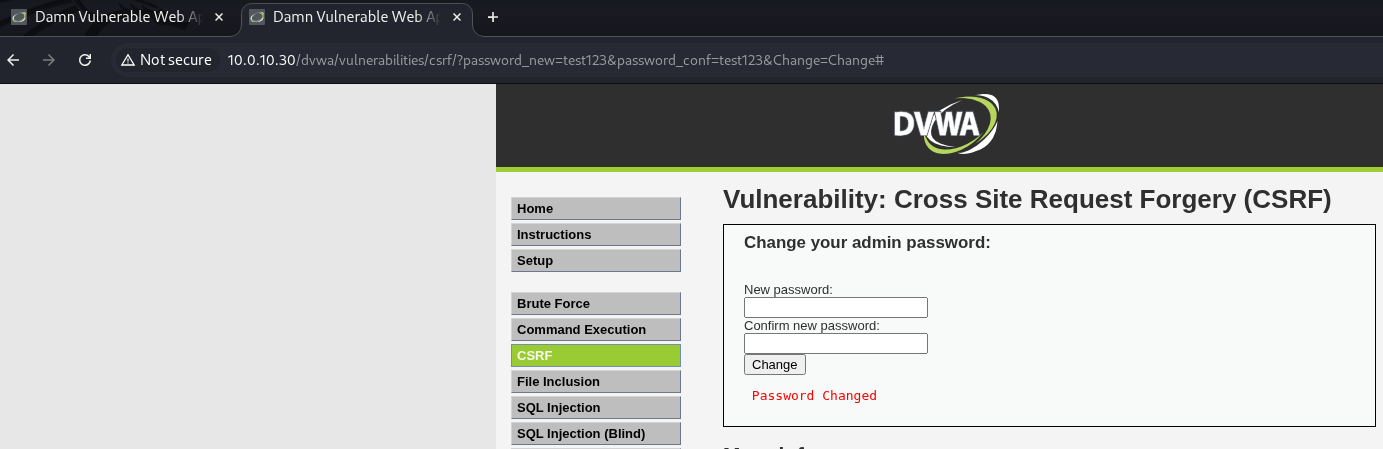 Damn Vulnerable Web Ap
Damn Vulnerable Web Ap
Not secure 10.0.10.30/dvwa/vulnerabilities/csrf/?password_new=test123&password_conf=test123&Change=Change#
DVWA
Home
Instructions
Setup
Brute Force
Command Execution
CSRF
File Inclusion
SQL Injection
SQL Injection (Blind)
Vulnerability: Cross Site Request Forgery (CSRF)
Change your admin password:
New password:
Confirm new password:
Change
Password Changed